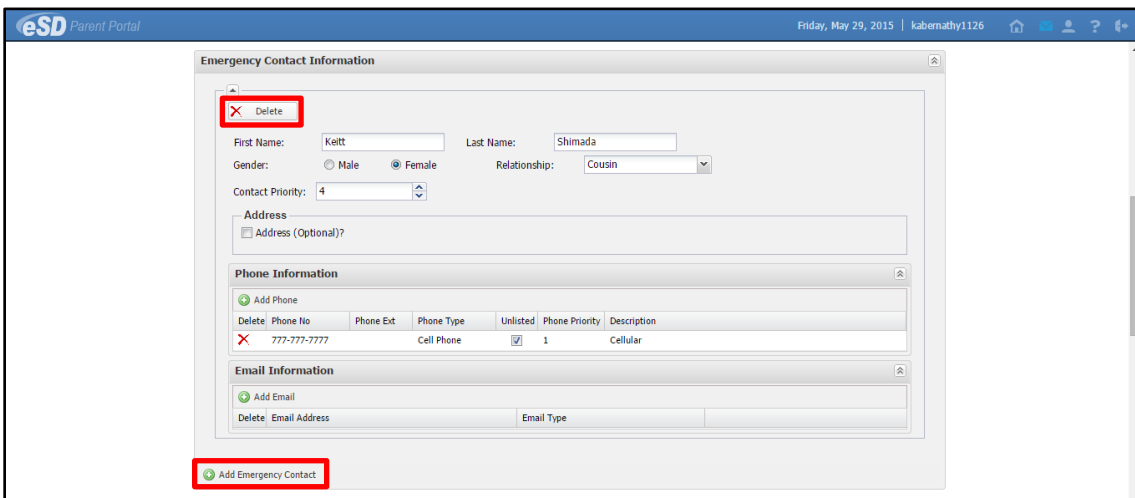 eSD Parent Portal Friday, May 29, 2015 | kabernathy1126 ?
Emergency Contact Information
Delete
First Name: Keitt Last Name: Shimada
Gender: Male Female Relationship: Cousin
Contact Priority: 4
Address
Address (Optional)?
Phone Information
Add Phone
Delete Phone No Phone Ext Phone Type Unlisted Phone Priority Description
777-777-7777 Cell Phone 1 Cellular
Email Information
Add Email
Delete Email Address Email Type
Add Emergency Contact